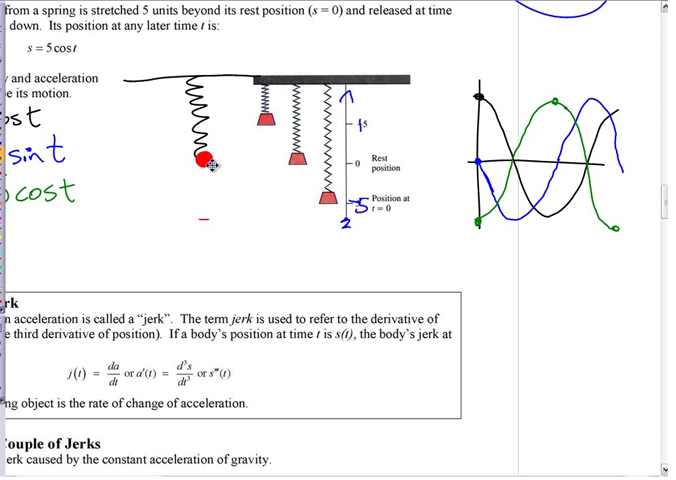 from a spring is stretched 5 units beyond its rest position (s = 0) and released at time
down. Its position at any later time t is:
s = 5 cos t
and acceleration
e its motion.
ost
sin t
cost
5
0 Rest
position
-5 Position at
t = 0
2
rk
n acceleration is called a “jerk”. The term jerk is used to refer to the derivative of
e third derivative of position). If a body's position at time t is s(t), the body's jerk at
j(t) = da/dt or a'(t) = d³s/dt³ or s'''(t)
ng object is the rate of change of acceleration.
Couple of Jerks
erk caused by the constant acceleration of gravity.